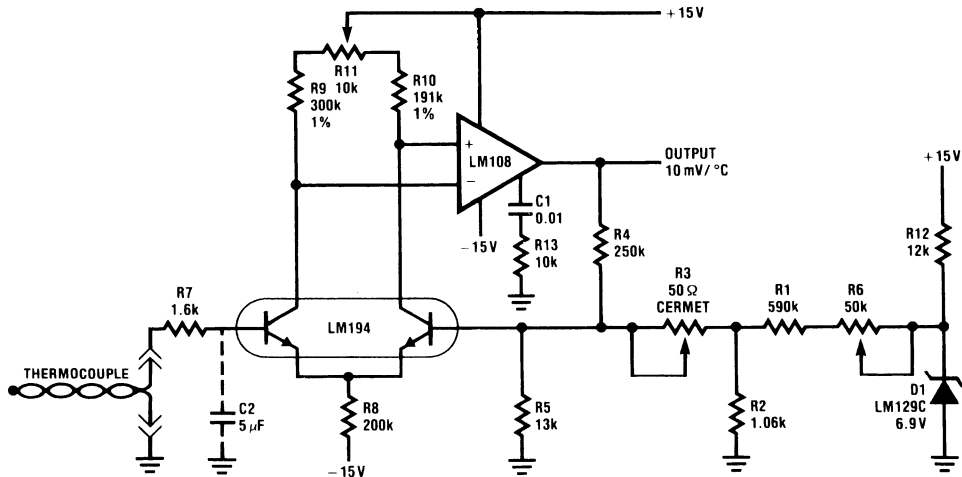 +15V
R11
10k
R9
300k
1%
R10
191k
1%
+
LM108
−
OUTPUT
10 mV/°C
+15V
C1
0.01
−15V
R13
10k
R4
250k
R12
12k
R3
50Ω
CERMET
R1
590k
R6
50k
R7
1.6k
LM194
THERMOCOUPLE
C2
5 μF
R8
200k
−15V
R5
13k
R2
1.06k
D1
LM129C
6.9V